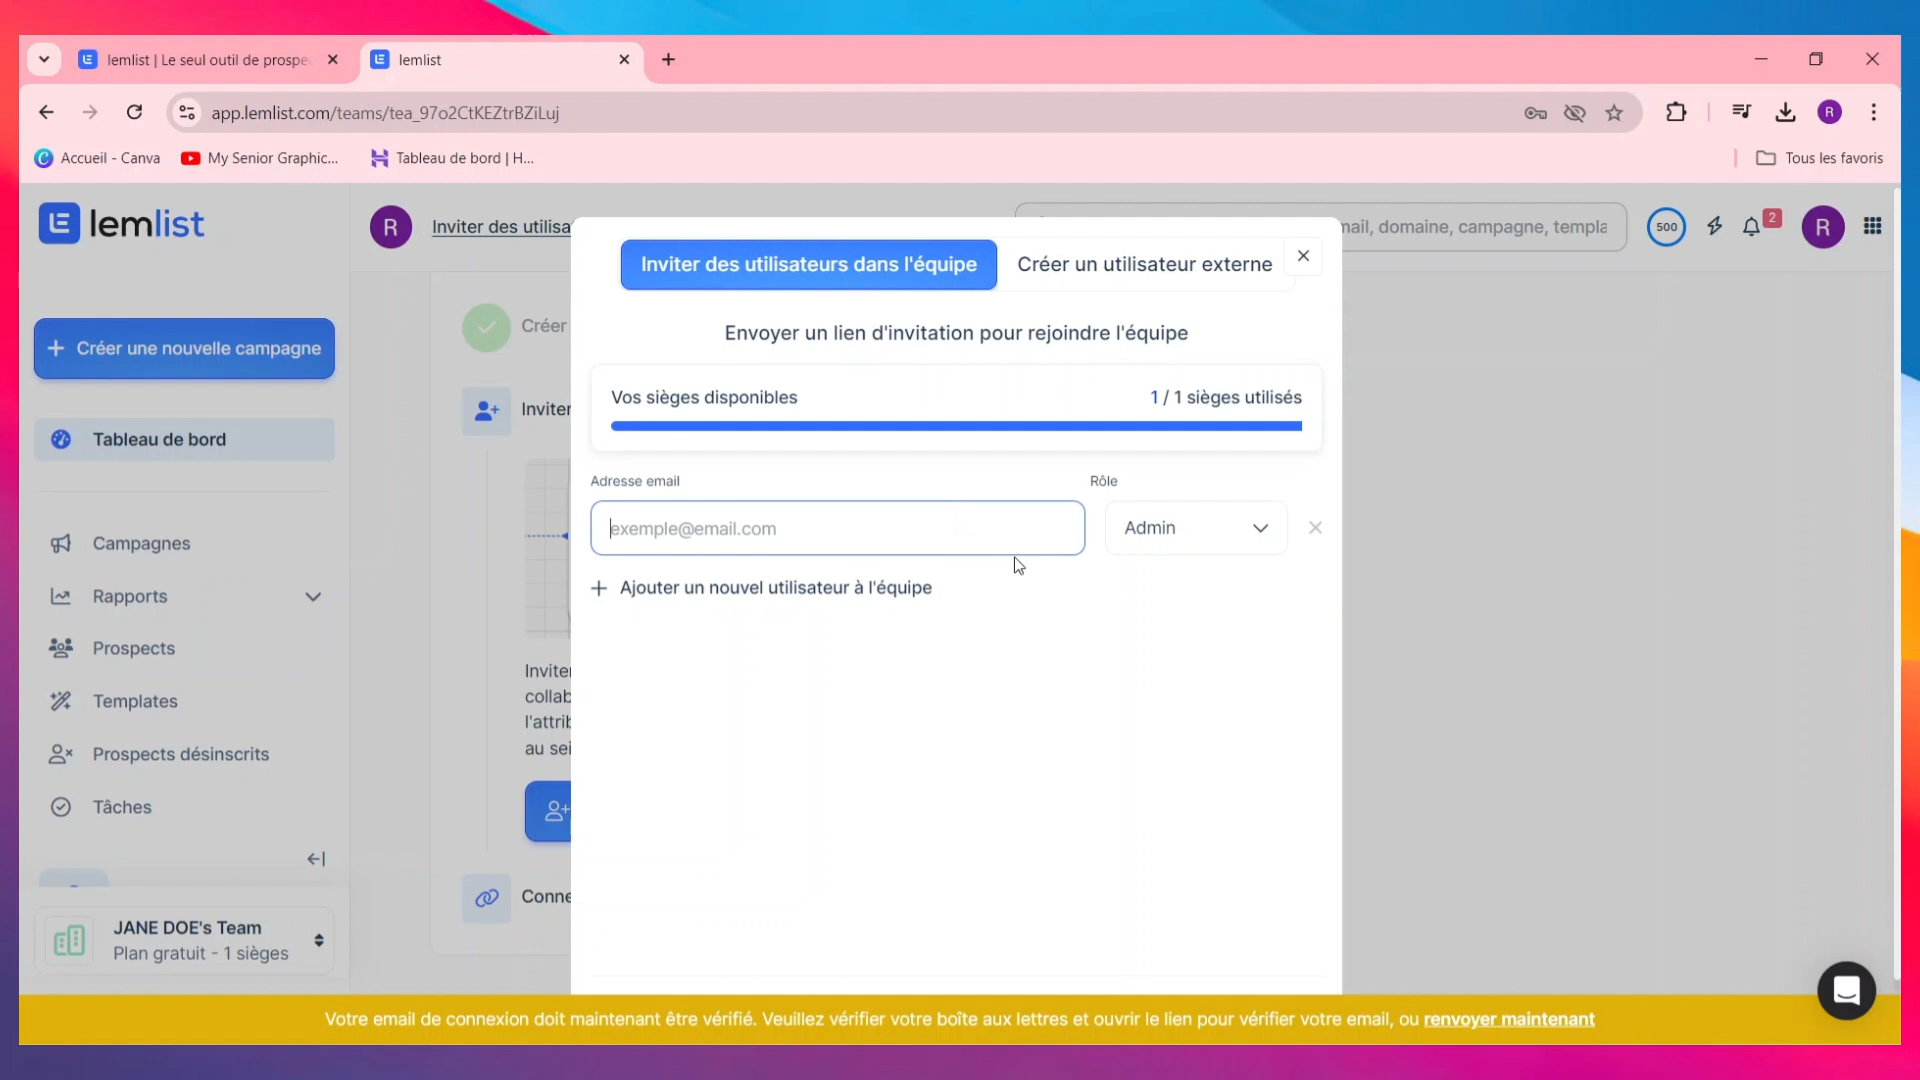 lemlist | Le seul outil de prospe
lemlist
app.lemlist.com/teams/tea_97o2CtKEZtrBZiLuj
R
Accueil - Canva
My Senior Graphic...
Tableau de bord | H...
Tous les favoris
lemlist
R
Inviter des utilisa
mail, domaine, campagne, templa
500
2
R
Inviter des utilisateurs dans l'équipe
Créer un utilisateur externe
Envoyer un lien d'invitation pour rejoindre l'équipe
Vos sièges disponibles
1 / 1 sièges utilisés
Adresse email
Rôle
exemple@email.com
Admin
+ Ajouter un nouvel utilisateur à l'équipe
+ Créer une nouvelle campagne
Tableau de bord
Campagnes
Rapports
Prospects
Templates
Prospects désinscrits
Tâches
JANE DOE's Team
Plan gratuit - 1 sièges
Créer
Inviter
Inviter
collab
l'attrib
au sei
Conne
Votre email de connexion doit maintenant être vérifié. Veuillez vérifier votre boîte aux lettres et ouvrir le lien pour vérifier votre email, ou renvoyer maintenant